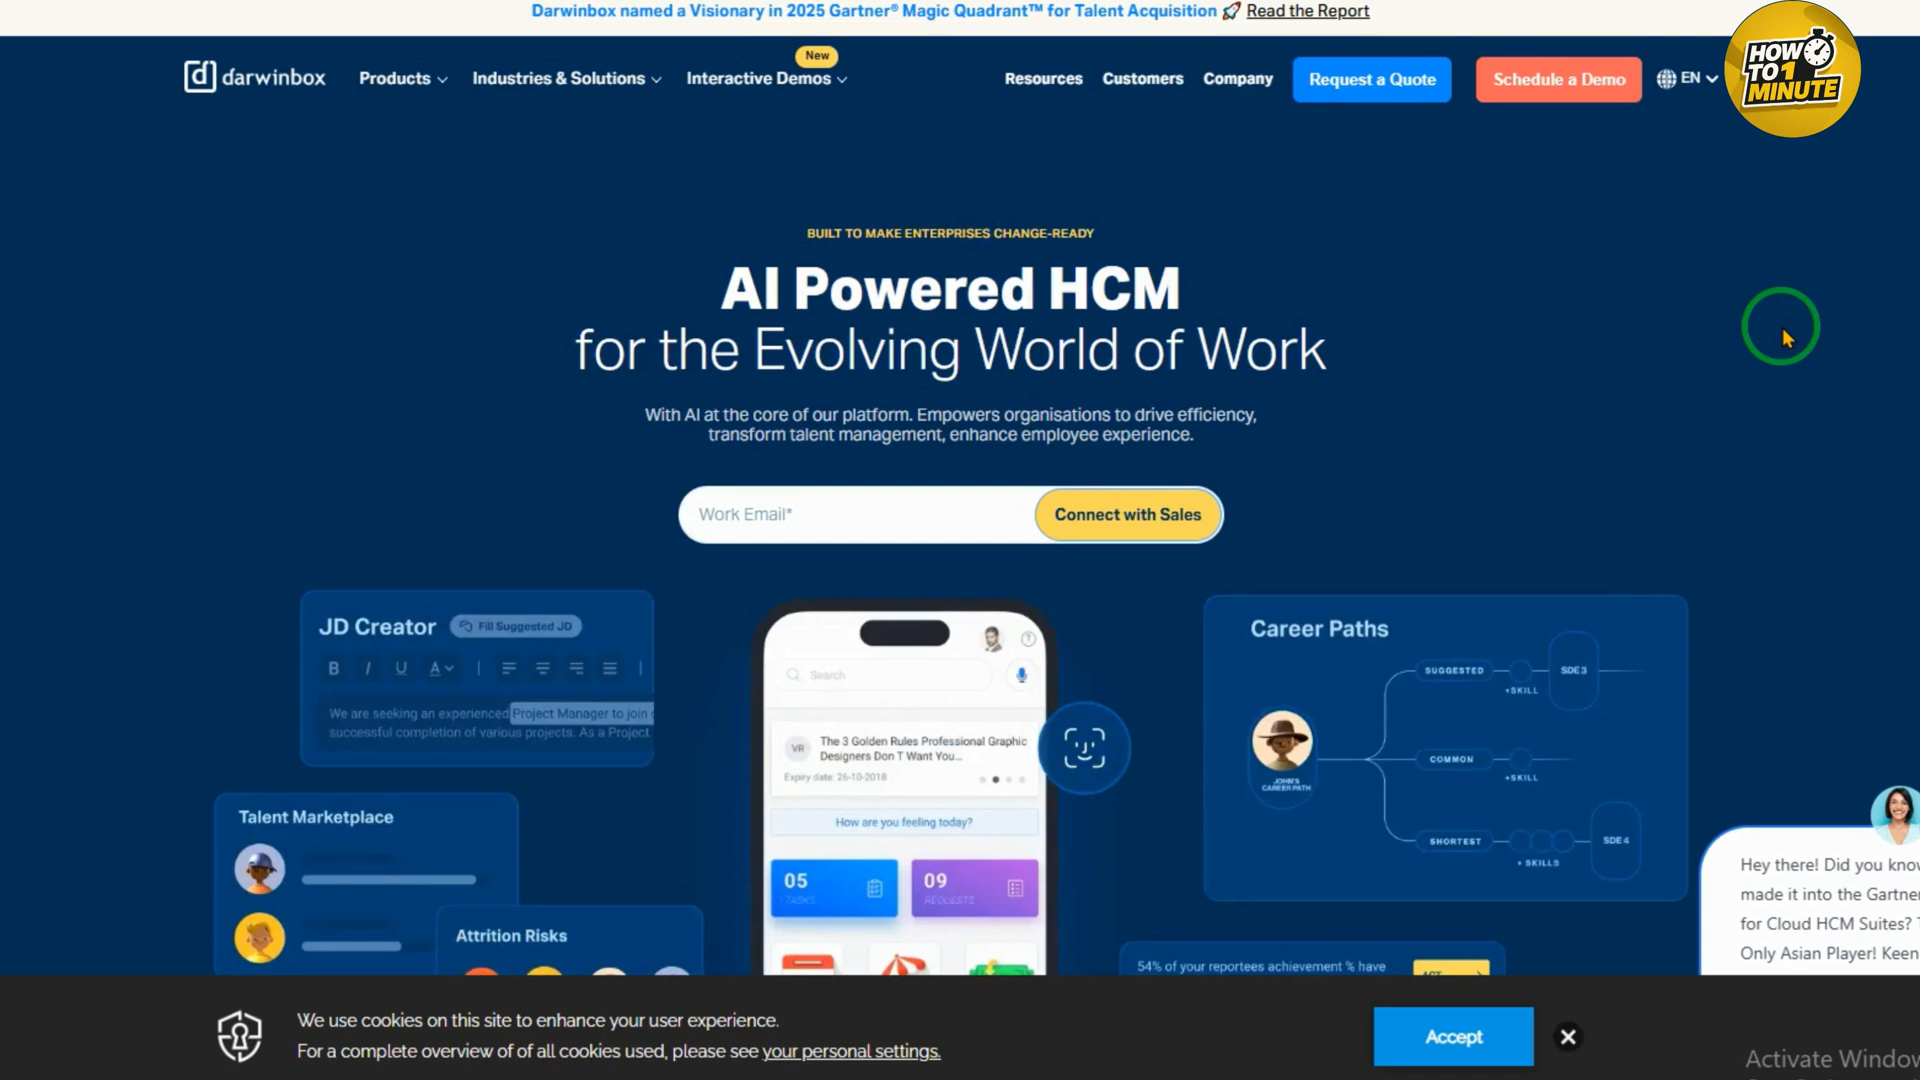 Darwinbox named a Visionary in 2025 Gartner® Magic Quadrant™ for Talent Acquisition 🚀 Read the Report
New
darwinbox Products Industries & Solutions Interactive Demos Resources Customers Company Request a Quote Schedule a Demo EN
HOW TO 1 MINUTE
BUILT TO MAKE ENTERPRISES CHANGE-READY
AI Powered HCM
for the Evolving World of Work
With AI at the core of our platform. Empowers organisations to drive efficiency,
transform talent management, enhance employee experience.
Work Email* Connect with Sales
JD Creator Fill Suggested JD
B I U A
We are seeking an experienced Project Manager to join
successful completion of various projects. As a Project
Talent Marketplace
Attrition Risks
Search
VR
The 3 Golden Rules Professional Graphic
Designers Don T Want You...
Expiry date: 26-10-2018
How are you feeling today?
05 09
TASKS REQUESTS
Career Paths
SUGGESTED SDE3
+SKILL
COMMON
+SKILL
JOHN'S
CAREER PATH
SHORTEST SDE4
+ SKILLS
54% of your reportees achievement % have
Hey there! Did you know
made it into the Gartner
for Cloud HCM Suites?
Only Asian Player! Keen
We use cookies on this site to enhance your user experience.
For a complete overview of of all cookies used, please see your personal settings.
Accept
Activate Window